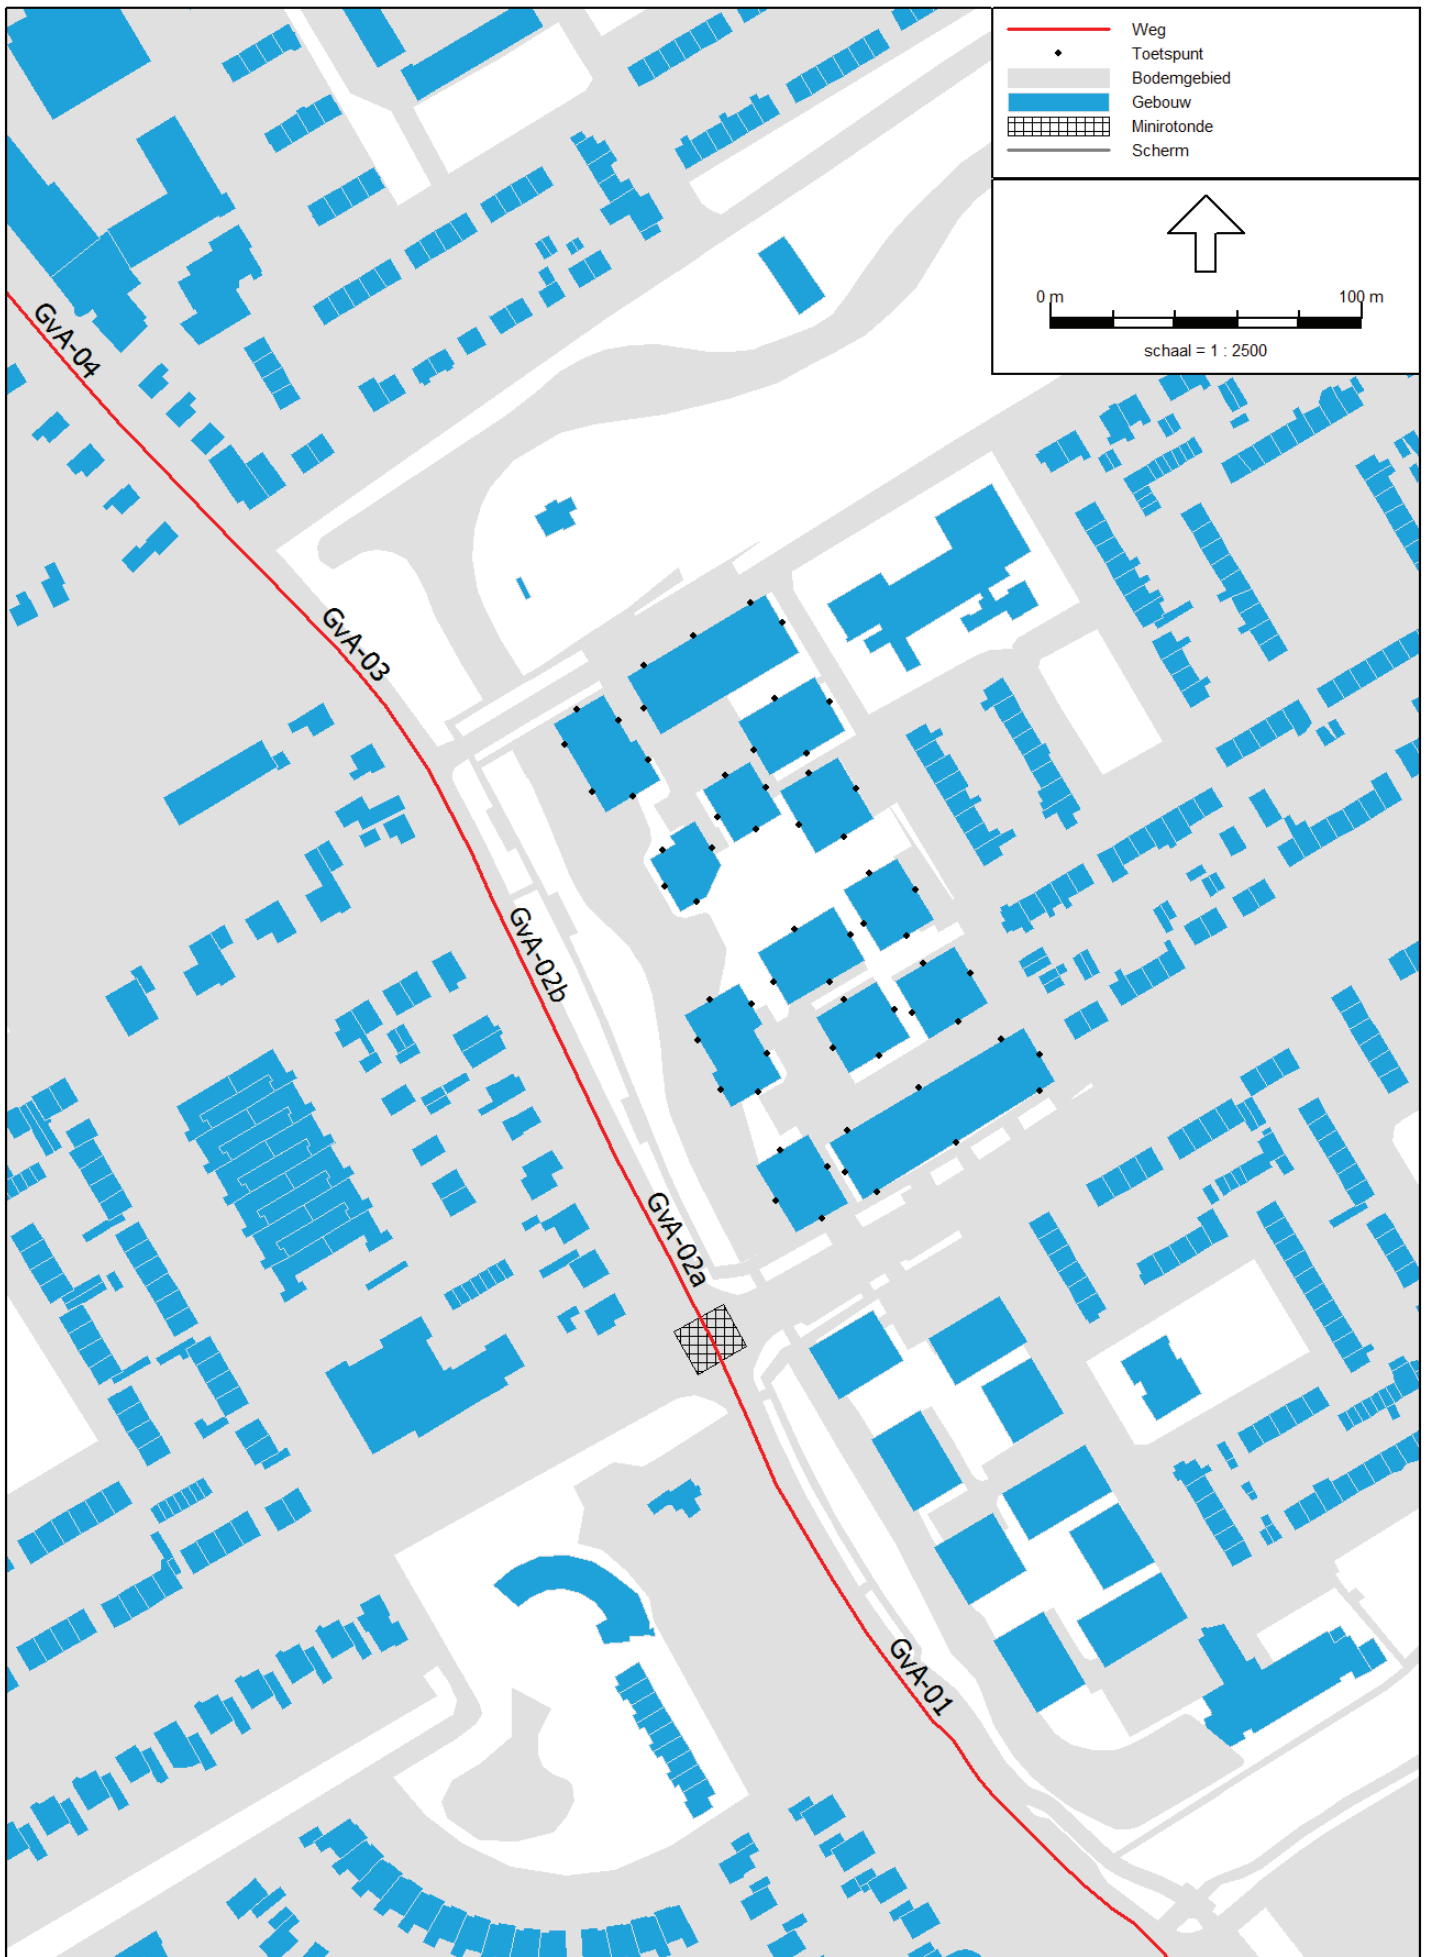 Weg
Toetspunt
Bodemgebied
Gebouw
Minirotonde
Scherm
0 m 100 m
schaal = 1 : 2500
GvA-04
GvA-03
GvA-02b
GvA-02a
GvA-01